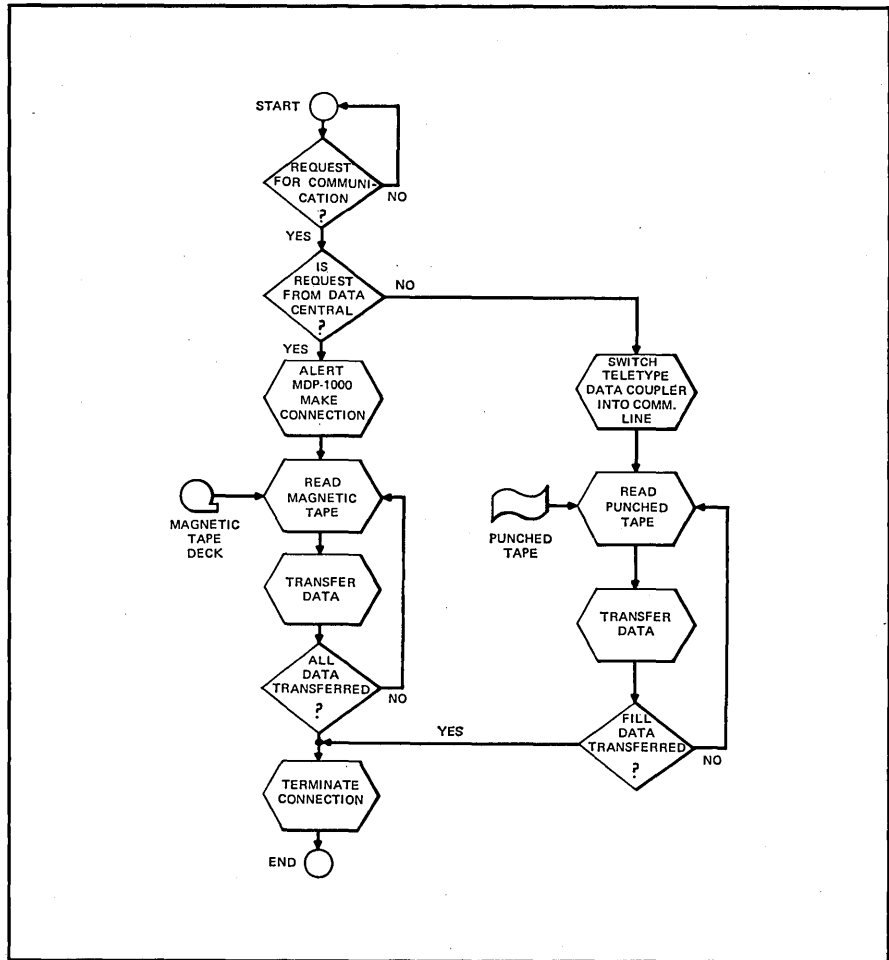 START
REQUEST
FOR COMMUNI-
CATION
?
NO
YES
IS
REQUEST
FROM DATA
CENTRAL
?
NO
YES
ALERT
MDP-1000
MAKE
CONNECTION
SWITCH
TELETYPE
DATA COUPLER
INTO COMM.
LINE
READ
MAGNETIC
TAPE
MAGNETIC
TAPE
DECK
READ
PUNCHED
TAPE
PUNCHED
TAPE
TRANSFER
DATA
TRANSFER
DATA
ALL
DATA
TRANSFERRED
?
NO
FILL
DATA
TRANSFERRED
?
NO
YES
TERMINATE
CONNECTION
END